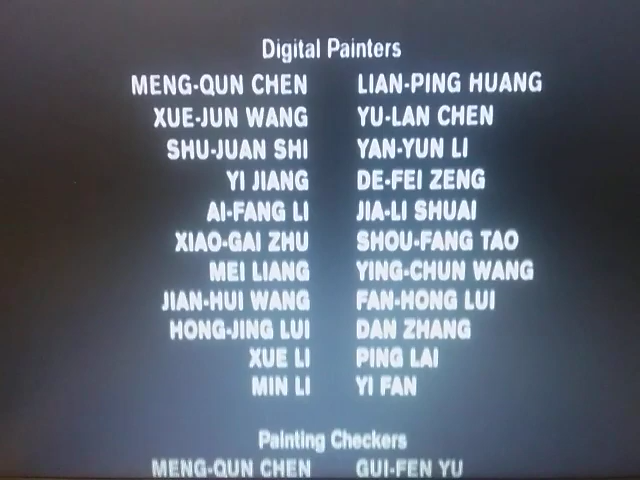 Digital Painters
MENG-QUN CHEN LIAN-PING HUANG
XUE-JUN WANG YU-LAN CHEN
SHU-JUAN SHI YAN-YUN LI
YI JIANG DE-FEI ZENG
AI-FANG LI JIA-LI SHUAI
XIAO-GAI ZHU SHOU-FANG TAO
MEI LIANG YING-CHUN WANG
JIAN-HUI WANG FAN-HONG LUI
HONG-JING LUI DAN ZHANG
XUE LI PING LAI
MIN LI YI FAN
Painting Checkers
MENG-QUN CHEN GUI-FEN YU